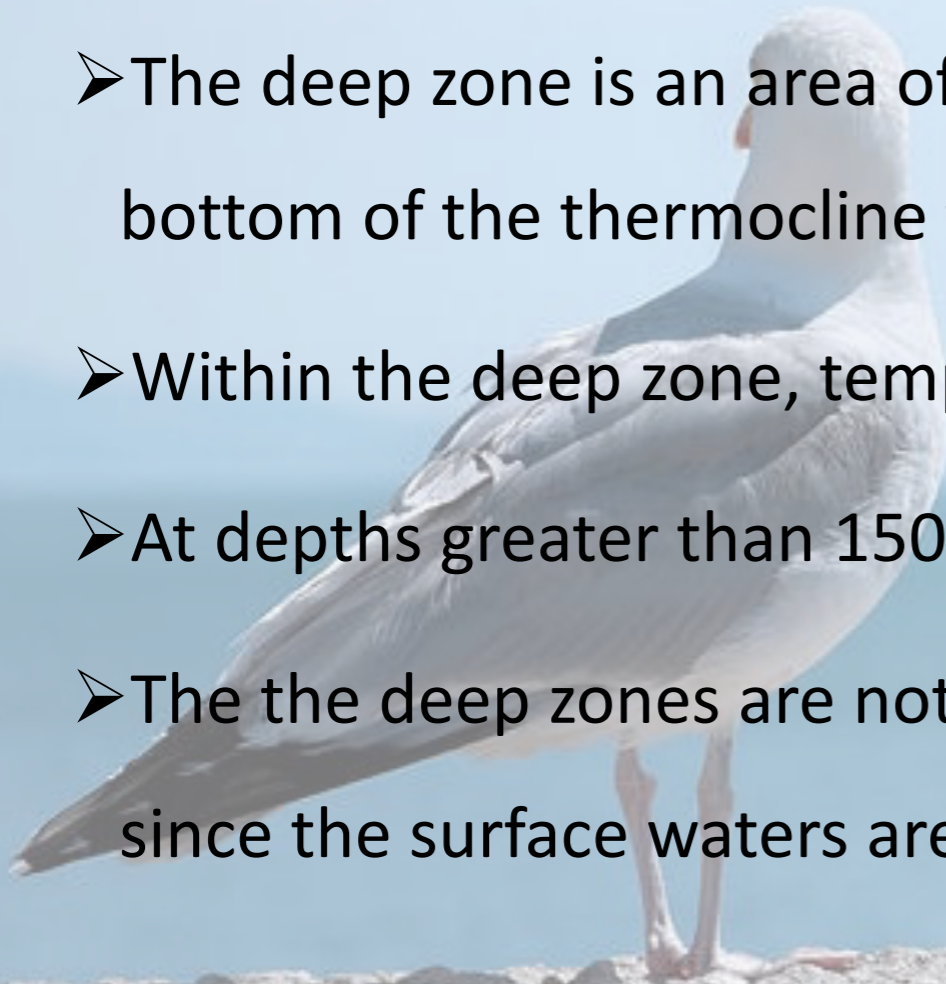 ➢The deep zone is an area of
bottom of the thermocline
➢Within the deep zone,
➢At depths greater than 150
➢The the deep zones are not
since the surface waters are